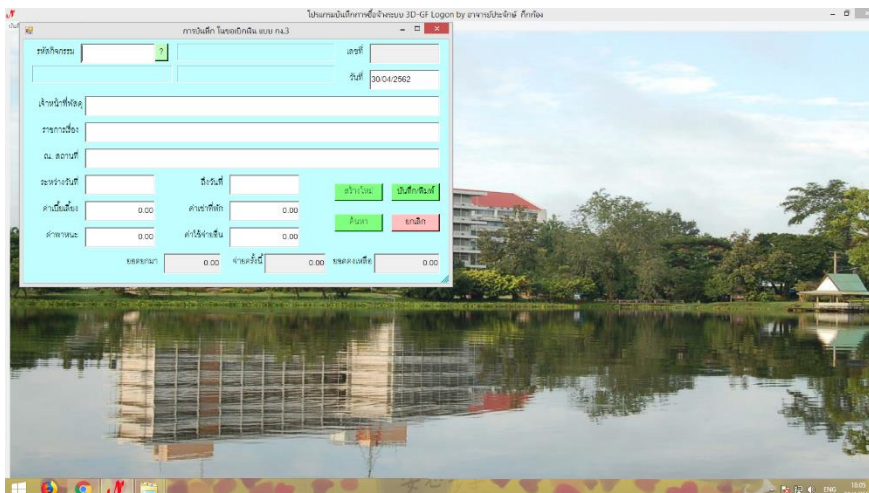 โปรแกรมบันทึกการซื้อจ้างระบบ 3D-GF Logon by อาจารย์ประจักษ์ กึกก้อง
การบันทึก ใบขอเบิกเงิน แบบ กง.3
รหัสกิจกรรม ? เลขที่
วันที่ 30/04/2562
เจ้าหน้าที่พัสดุ
รายการเรื่อง
ณ. สถานที่
ระหว่างวันที่ ถึงวันที่ สร้างใหม่ บันทึก/พิมพ์
ค่าเบี้ยเลี้ยง 0.00 ค่าเช่าที่พัก 0.00 ค้นหา ยกเลิก
ค่าพาหนะ 0.00 ค่าใช้จ่ายอื่น 0.00
ยอดยกมา 0.00 จ่ายครั้งนี้ 0.00 ยอดคงเหลือ 0.00
ENG 18:05